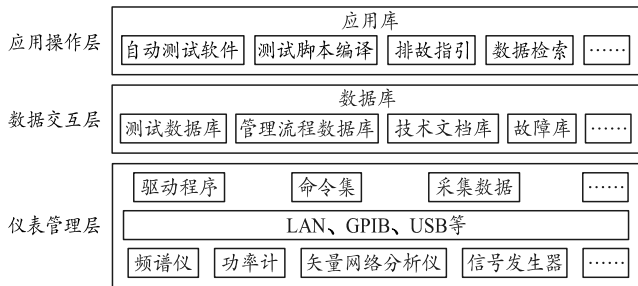 应用库
应用操作层
自动测试软件 测试脚本编译 排故指引 数据检索 ……
数据库
数据交互层
测试数据库 管理流程数据库 技术文档库 故障库 ……
驱动程序 命令集 采集数据 ……
仪表管理层
LAN、GPIB、USB等
频谱仪 功率计 矢量网络分析仪 信号发生器 ……